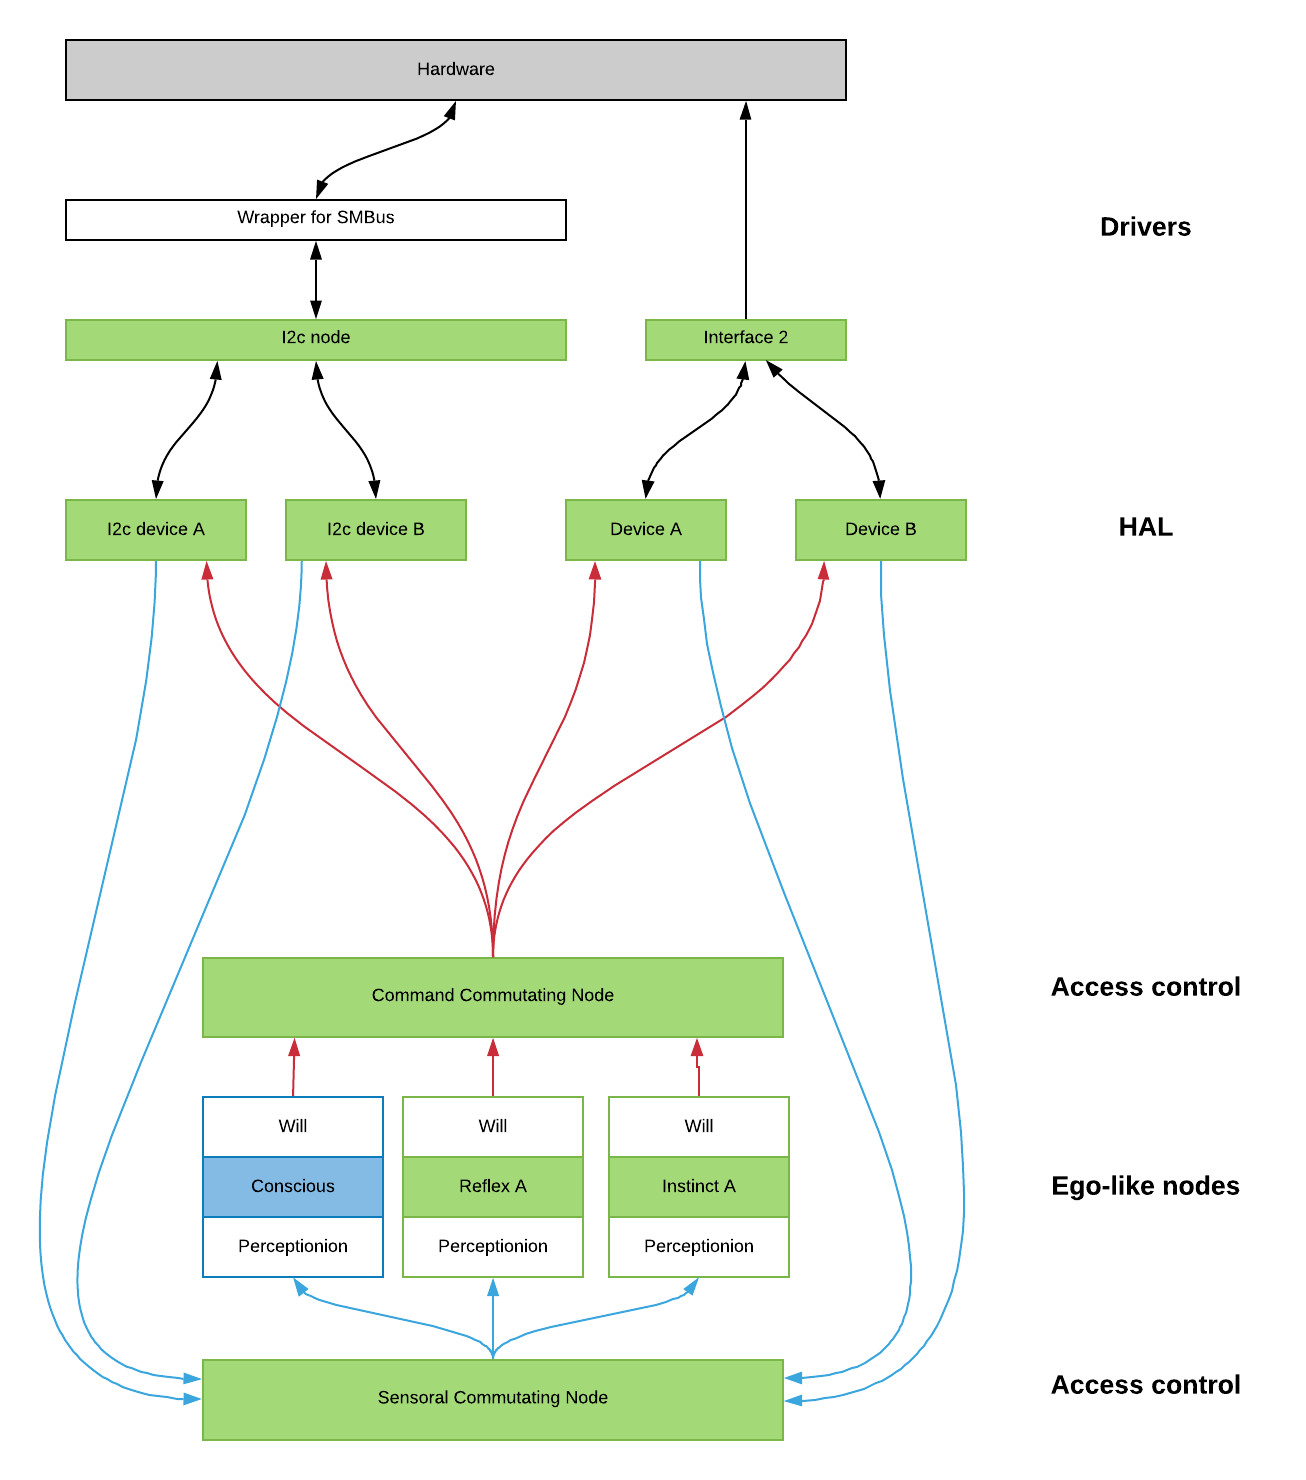 Hardware
Wrapper for SMBus
Drivers
I2c node
Interface 2
I2c device A
I2c device B
Device A
Device B
HAL
Command Commutating Node
Access control
Will
Will
Will
Conscious
Reflex A
Instinct A
Ego-like nodes
Perceptionion
Perceptionion
Perceptionion
Sensoral Commutating Node
Access control